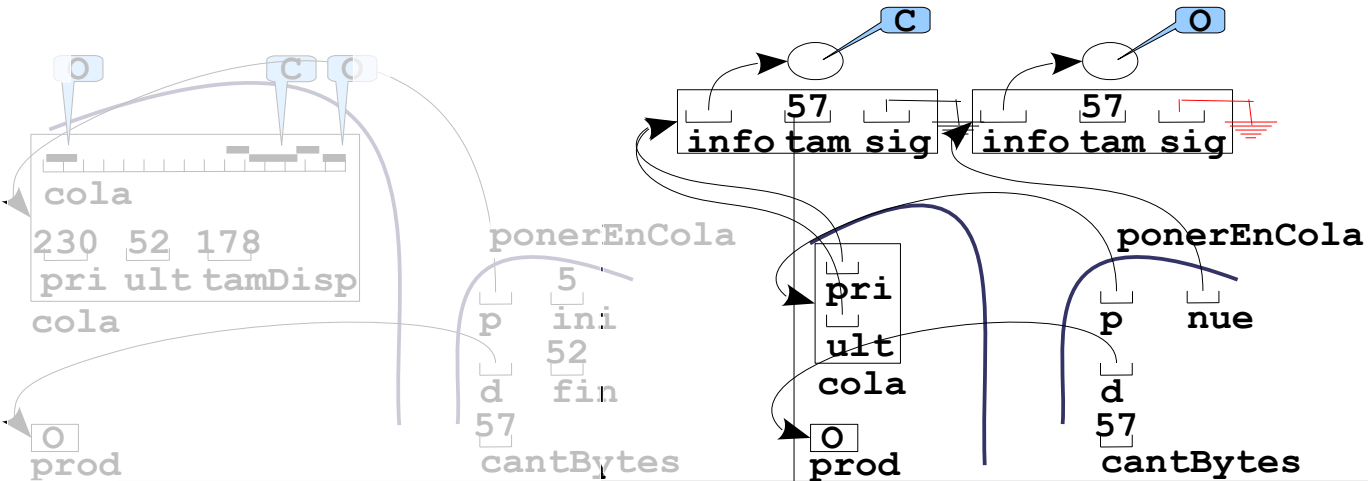 O C O
cola
230 52 178
pri ult tamDisp
cola
ponerEnCola
5
p ini
52
d fin
57
cantBytes
O
prod
C O
57 57
info tam sig info tam sig
ponerEnCola
pri
p nue
ult
cola
d
57
cantBytes
O
prod